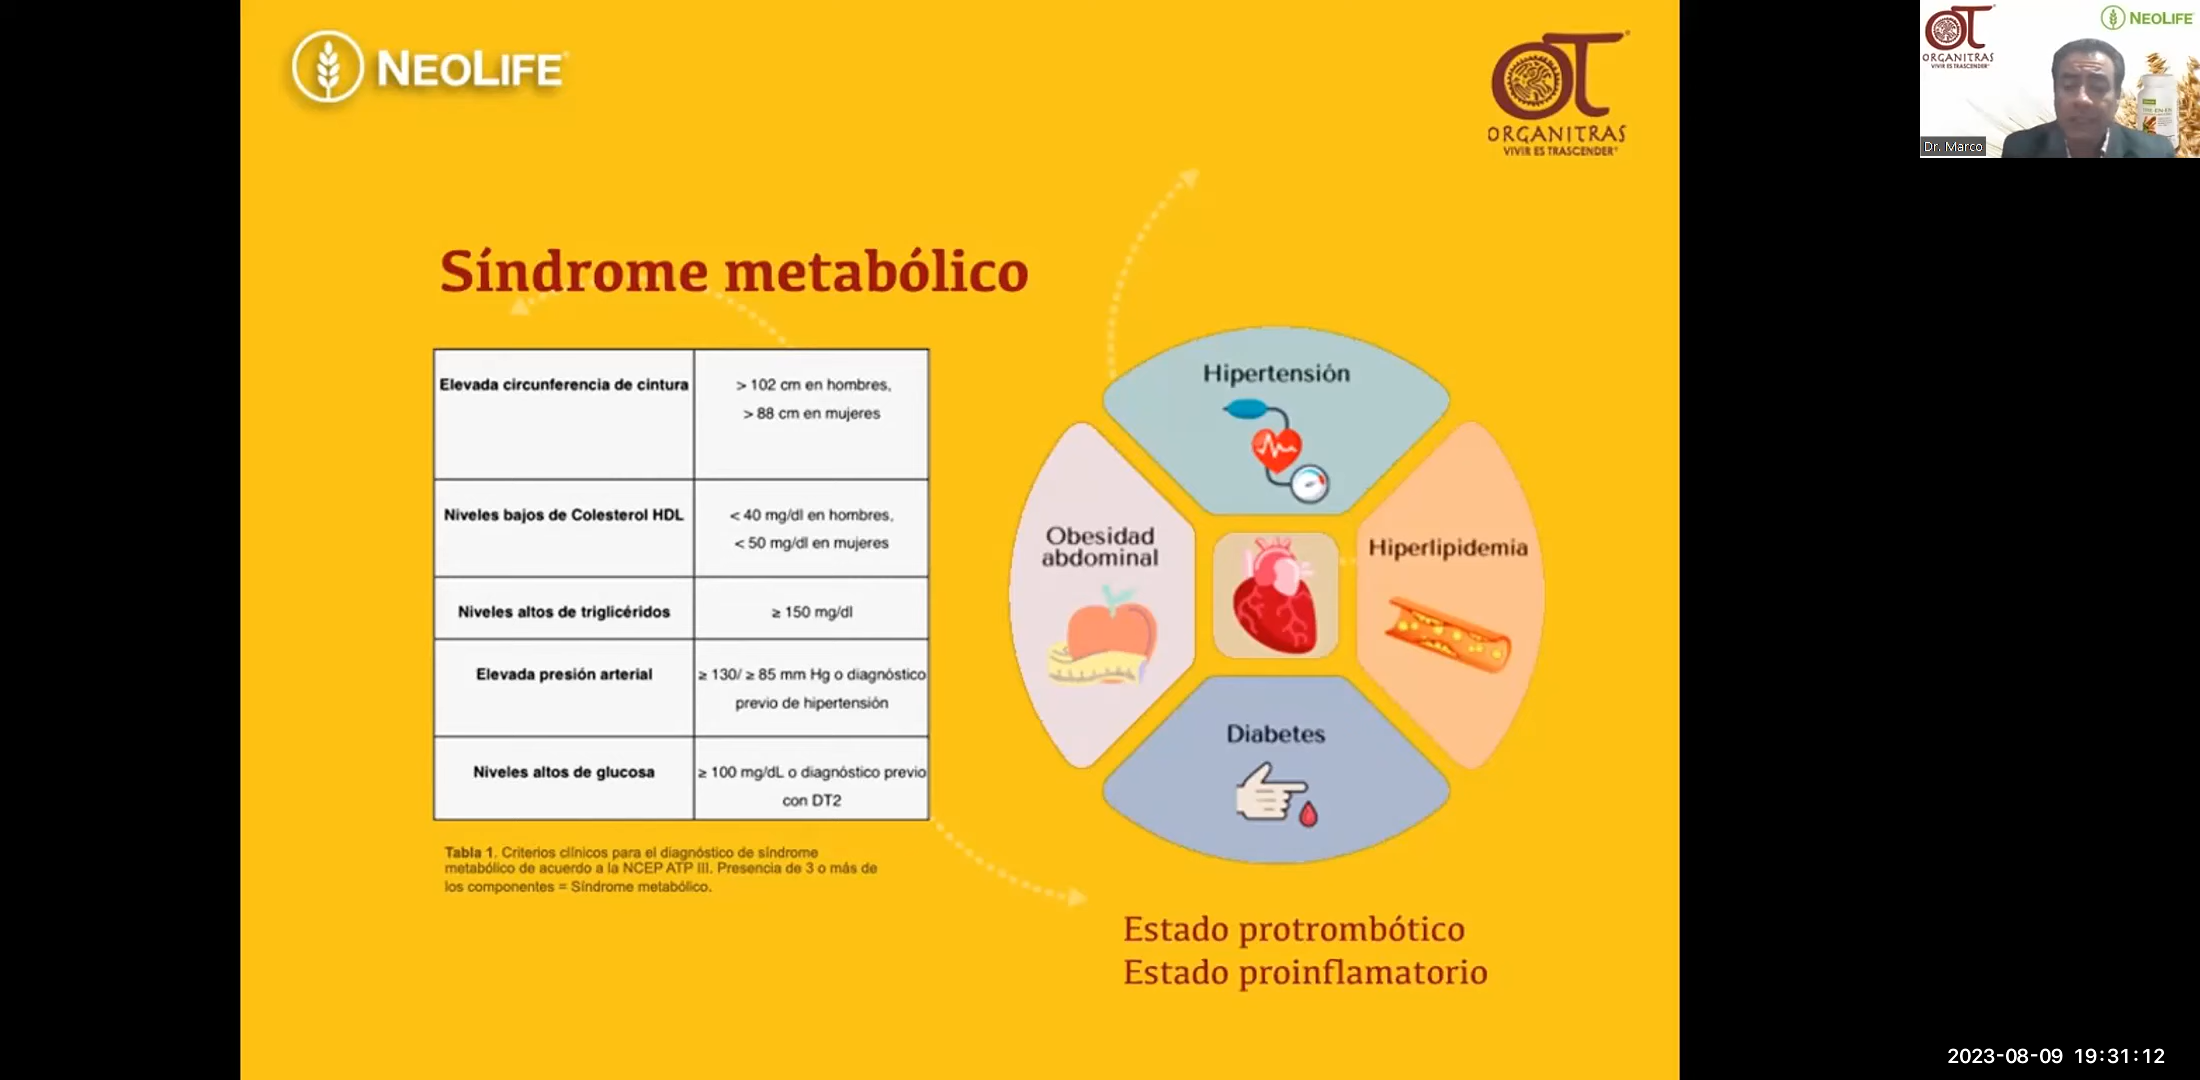 NEOLIFE
OT
ORGANITRAS
VIVIR ES TRASCENDER
Síndrome metabólico
Elevada circunferencia de cintura
> 102 cm en hombres,
> 88 cm en mujeres
Niveles bajos de Colesterol HDL
< 40 mg/dl en hombres,
< 50 mg/dl en mujeres
Niveles altos de triglicéridos
≥ 150 mg/dl
Elevada presión arterial
≥ 130/ ≥ 85 mm Hg o diagnóstico
previo de hipertensión
Niveles altos de glucosa
≥ 100 mg/dL o diagnóstico previo
con DT2
Tabla 1. Criterios clínicos para el diagnóstico de síndrome
metabólico de acuerdo a la NCEP ATP III. Presencia de 3 o más de
los componentes = Síndrome metabólico.
Hipertensión
Obesidad
abdominal
Hiperlipidemia
Diabetes
Estado protrombótico
Estado proinflamatorio
OT
ORGANITRAS
VIVIR ES TRASCENDER
NEOLIFE
Dr. Marco
2023-08-09 19:31:12